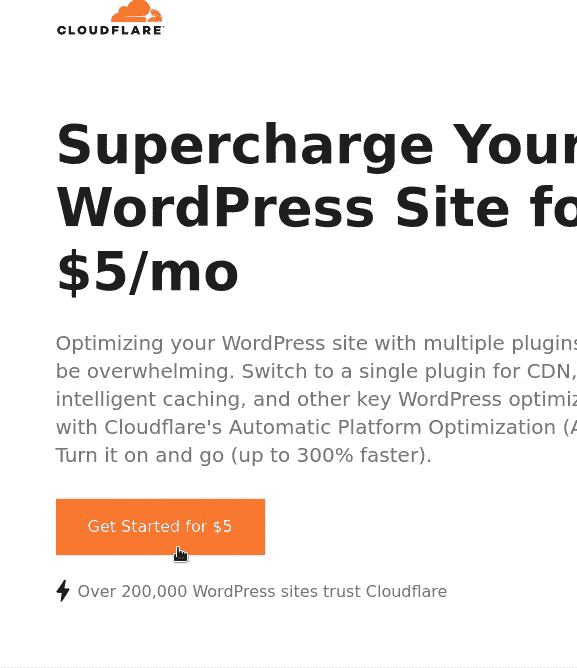 CLOUDFLARE
Supercharge Your
WordPress Site fo
$5/mo
Optimizing your WordPress site with multiple plugins
be overwhelming. Switch to a single plugin for CDN,
intelligent caching, and other key WordPress optimiz
with Cloudflare's Automatic Platform Optimization (A
Turn it on and go (up to 300% faster).
Get Started for $5
Over 200,000 WordPress sites trust Cloudflare